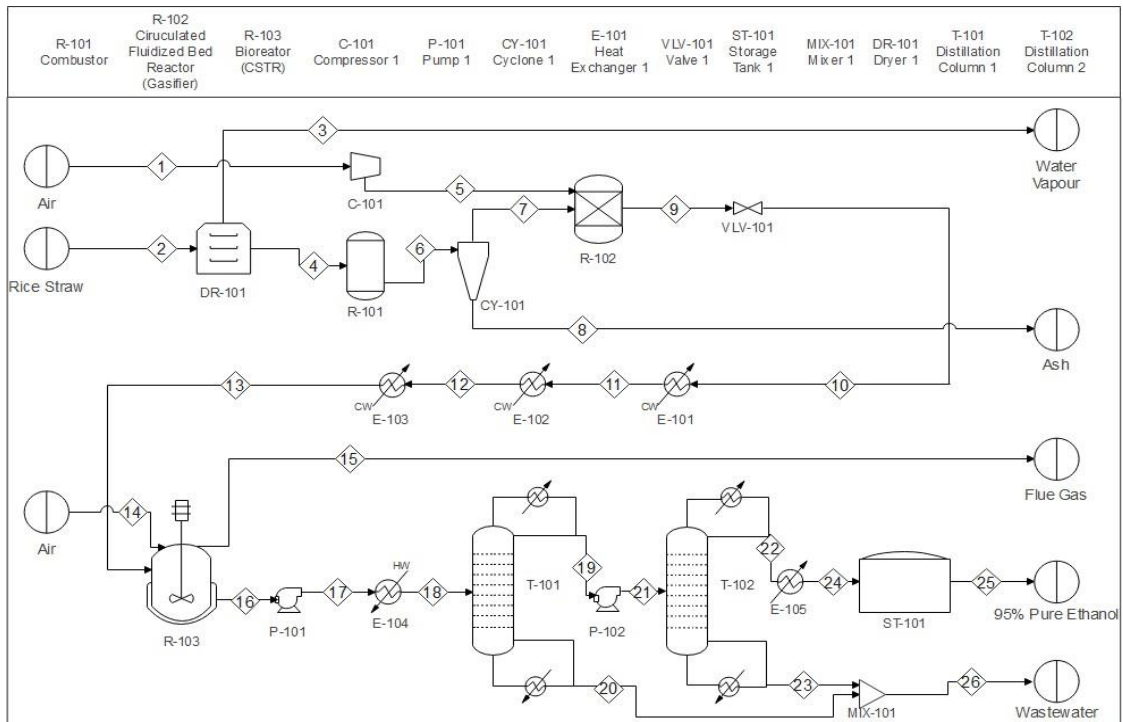 R-101
Combustor
R-102
Ciruculated
Fluidized Bed
Reactor
(Gasifier)
R-103
Bioreator
(CSTR)
C-101
Compressor 1
P-101
Pump 1
CY-101
Cyclone 1
E-101
Heat
Exchanger 1
VLV-101
Valve 1
ST-101
Storage
Tank 1
MIX-101
Mixer 1
DR-101
Dryer 1
T-101
Distillation
Column 1
T-102
Distillation
Column 2
3
Water
Vapour
1
Air
C-101
5
7
9
VLV-101
R-102
2
Rice Straw
DR-101
4
R-101
6
CY-101
8
Ash
13
CW
E-103
12
CW
E-102
11
CW
E-101
10
15
Flue Gas
14
Air
R-103
16
P-101
17
HW
E-104
18
T-101
19
P-102
21
T-102
22
E-105
24
ST-101
25
95% Pure Ethanol
20
23
MIX-101
26
Wastewater